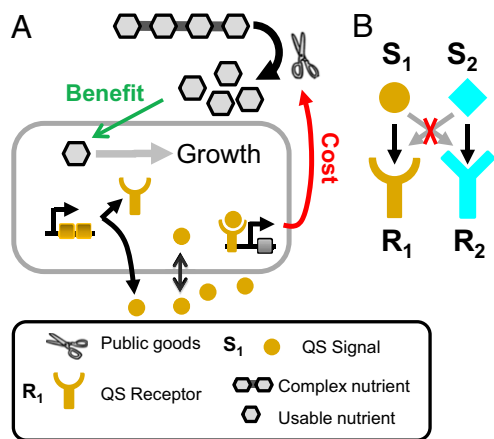 A
B
S1
S2
Benefit
Growth
Cost
R1
R2
Public goods
S1 QS Signal
R1 QS Receptor
Complex nutrient
Usable nutrient